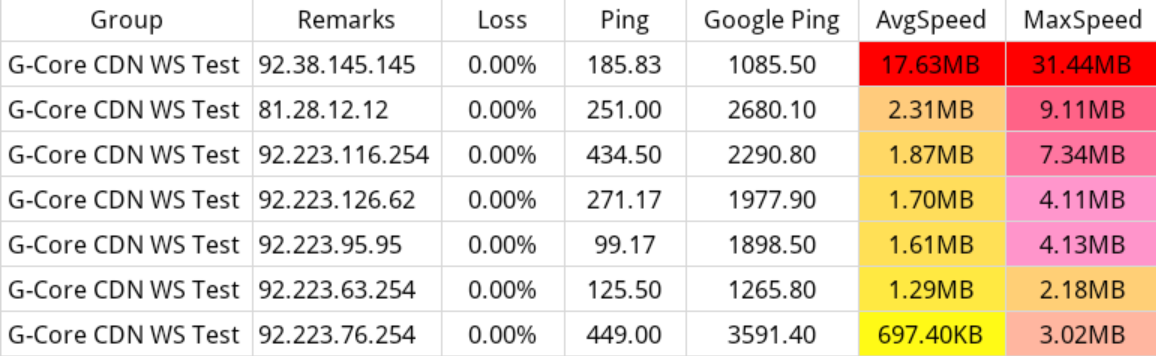 Group Remarks Loss Ping Google Ping AvgSpeed MaxSpeed
G-Core CDN WS Test 92.38.145.145 0.00% 185.83 1085.50 17.63MB 31.44MB
G-Core CDN WS Test 81.28.12.12 0.00% 251.00 2680.10 2.31MB 9.11MB
G-Core CDN WS Test 92.223.116.254 0.00% 434.50 2290.80 1.87MB 7.34MB
G-Core CDN WS Test 92.223.126.62 0.00% 271.17 1977.90 1.70MB 4.11MB
G-Core CDN WS Test 92.223.95.95 0.00% 99.17 1898.50 1.61MB 4.13MB
G-Core CDN WS Test 92.223.63.254 0.00% 125.50 1265.80 1.29MB 2.18MB
G-Core CDN WS Test 92.223.76.254 0.00% 449.00 3591.40 697.40KB 3.02MB